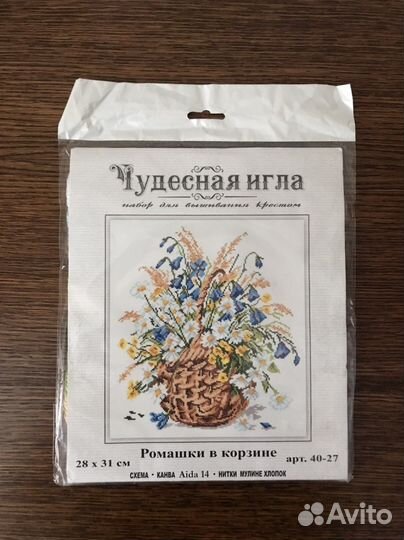 Чудесная игла
набор для вышивания крестом
Ромашки в корзине
28 x 31 см
арт. 40-27
СХЕМА • КАНВА Aida 14 • НИТКИ МУЛИНЕ ХЛОПОК
Avito